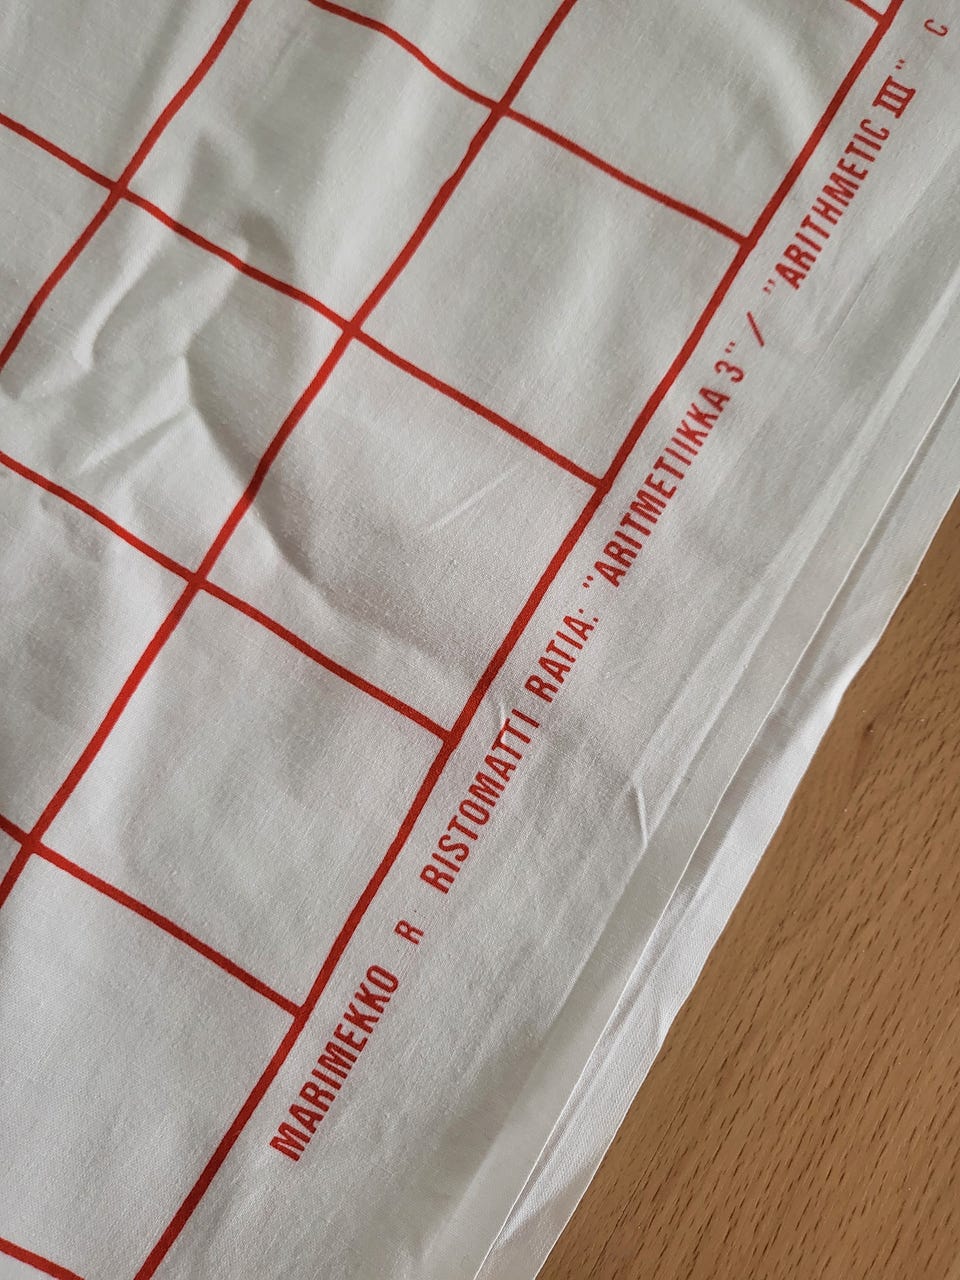 MARIMEKKO R RISTOMATTI RATIA: "ARITMETIIKKA 3" / "ARITHMETIC III" C